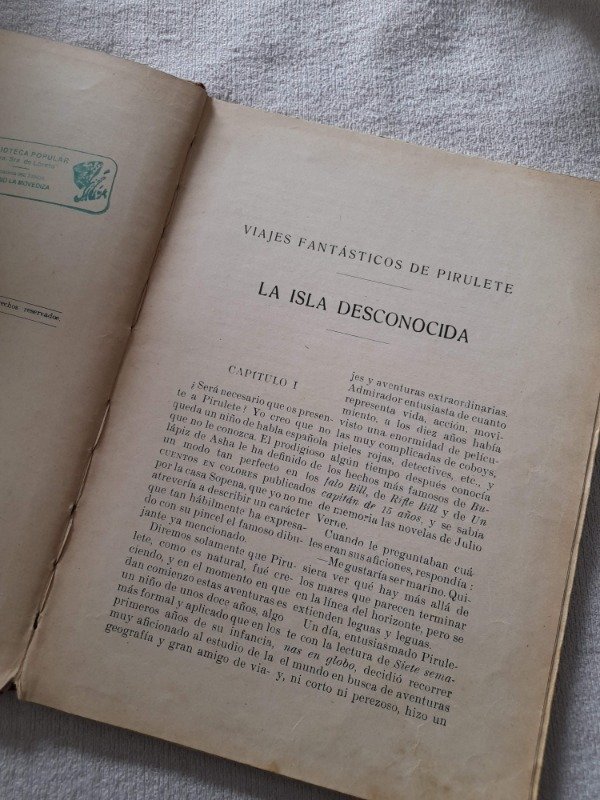 IOTECA POPULAR
ra. Sra. de Loreto
LA MOVEDIZA
echos reservados.
VIAJES FANTÁSTICOS DE PIRULETE
LA ISLA DESCONOCIDA
CAPITULO I
¿Será necesario que os presen-
te a Pirulete? Yo creo que no
queda un niño de habla española
que no le conozca. El prodigioso
lápiz de Asha le ha definido de
un modo tan perfecto en los
CUENTOS EN COLORES publicados
por la casa Sopena, que yo no me
atrevería a describir un carácter
que tan hábilmente ha expresa-
do con su pincel el famoso dibu-
jante ya mencionado.
Diremos solamente que Piru-
lete, como es natural, fué cre-
ciendo, y en el momento en que
dan comienzo estas aventuras es
un niño de unos doce años, algo
más formal y aplicado que en los
primeros años de su infancia,
muy aficionado al estudio de la
geografía y gran amigo de via-
jes y aventuras extraordinarias.
Admirador entusiasta de cuanto
representa vida, acción, movi-
miento, a los diez años había
visto una enormidad de pelícu-
las muy complicadas de coboys,
pieles rojas, detectives, etc., y
algún tiempo después conocía
los hechos más famosos de Bu-
falo Bill, de Rifle Bill y de Un
capitán de 15 años, y se sabía
de memoria las novelas de Julio
Verne.
Cuando le preguntaban cuá
les eran sus aficiones, respondía:
—Me gustaría ser marino. Qui-
siera ver qué hay más allá de
los mares que parecen terminar
en la línea del horizonte, pero se
extienden leguas y leguas.
Un día, entusiasmado Pirule-
te con la lectura de Siete sema-
nas en globo, decidió recorrer
el mundo en busca de aventuras
y, ni corto ni perezoso, hizo un